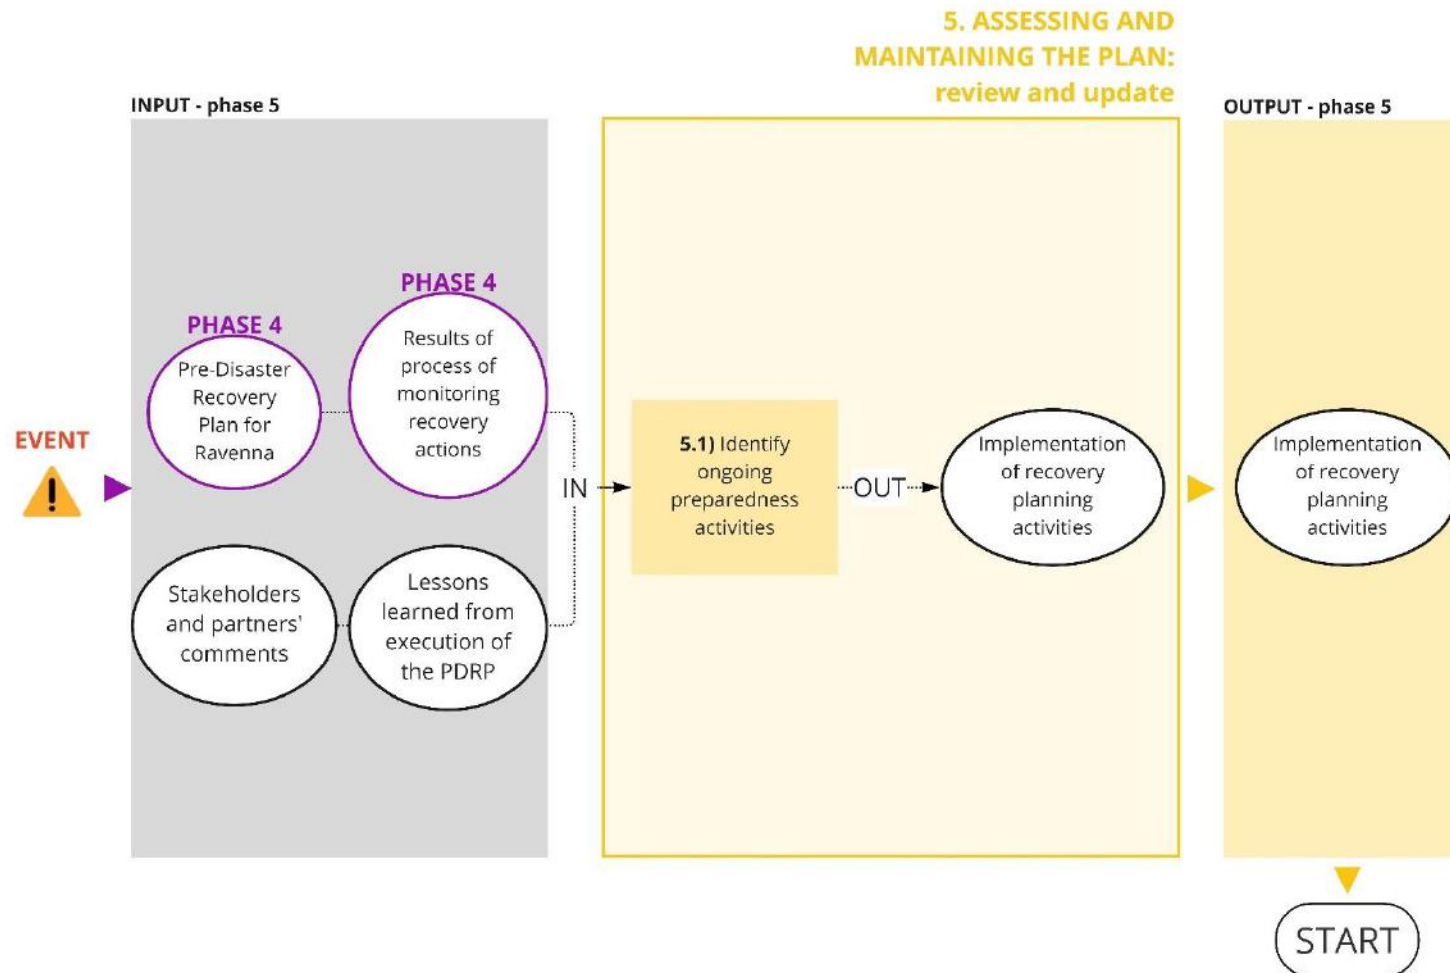 5. ASSESSING AND
MAINTAINING THE PLAN:
review and update
INPUT - phase 5
OUTPUT - phase 5
EVENT
PHASE 4
Pre-Disaster
Recovery
Plan for
Ravenna
PHASE 4
Results of
process of
monitoring
recovery
actions
Stakeholders
and partners'
comments
Lessons
learned from
execution of
the PDRP
IN
5.1) Identify
ongoing
preparedness
activities
OUT
Implementation
of recovery
planning
activities
Implementation
of recovery
planning
activities
START